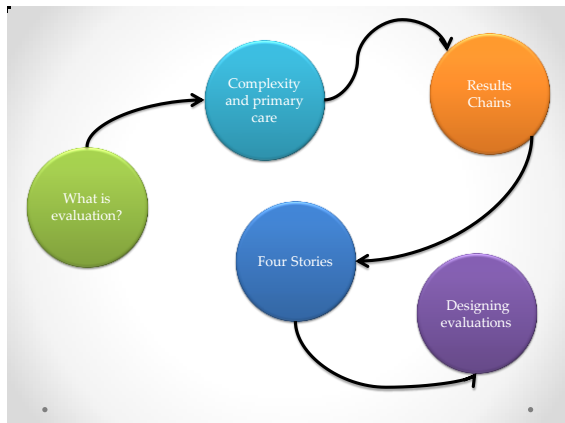 What is
evaluation?
Complexity
and primary
care
Results
Chains
Four Stories
Designing
evaluations